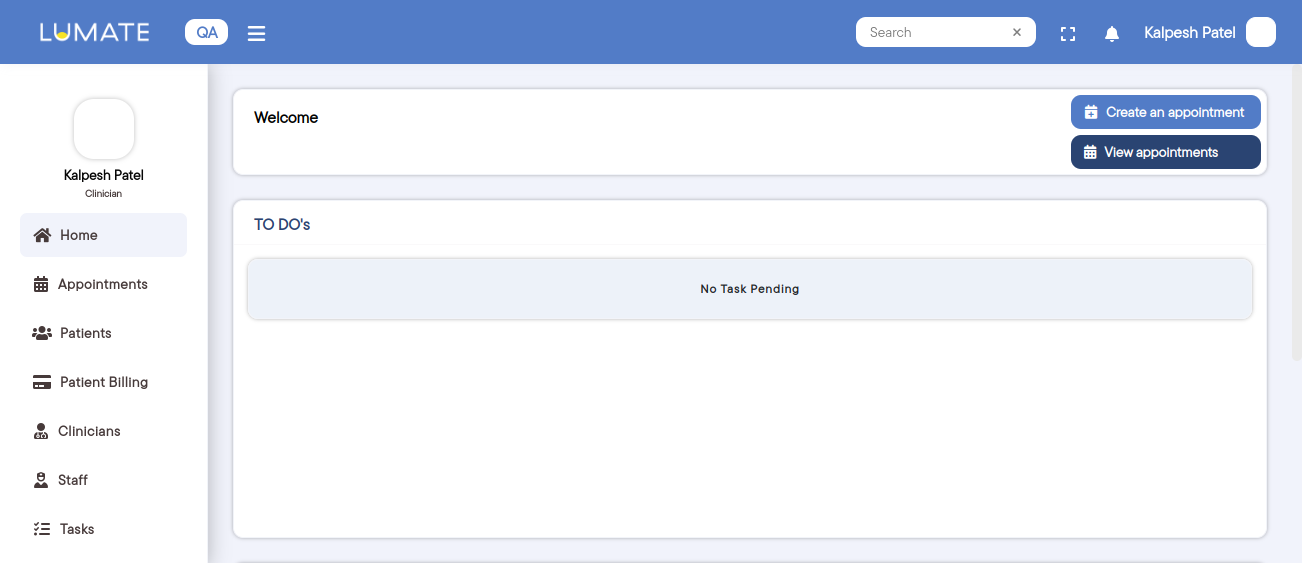 LUMATE
QA
Search
Kalpesh Patel
Kalpesh Patel
Clinician
Home
Appointments
Patients
Patient Billing
Clinicians
Staff
Tasks
Welcome
Create an appointment
View appointments
TO DO's
No Task Pending